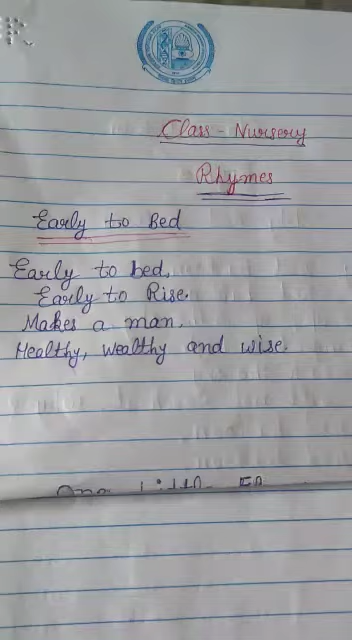 Class - Nursery
Rhymes
Early to Bed
Early to bed,
Early to Rise.
Makes a man,
Healthy, wealthy and wise.